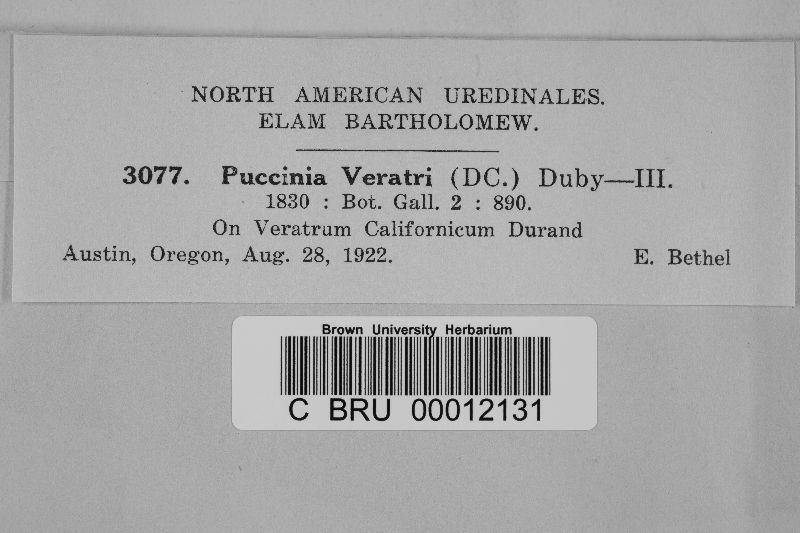 NORTH AMERICAN UREDINALES.
ELAM BARTHOLOMEW.
3077. Puccinia Veratri (DC.) Duby—III.
1830 : Bot. Gall. 2 : 890.
On Veratrum Californicum Durand
Austin, Oregon, Aug. 28, 1922. E. Bethel
Brown University Herbarium
C BRU 00012131